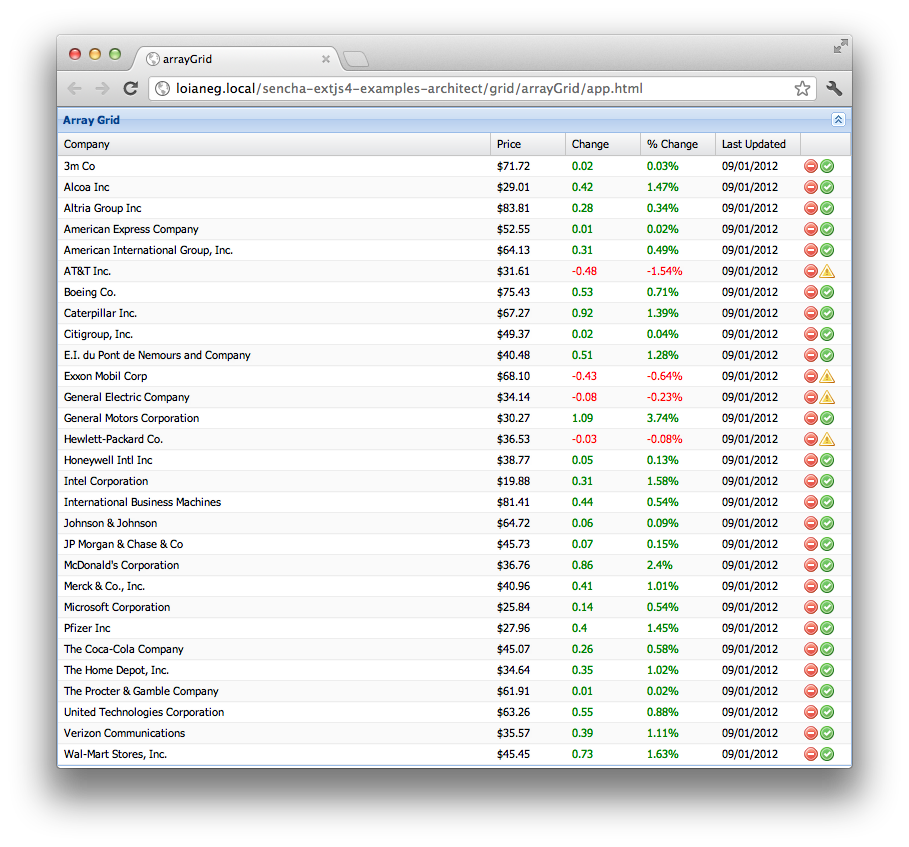 arrayGrid
loianeg.local/sencha-extjs4-examples-architect/grid/arrayGrid/app.html
Array Grid
Company Price Change % Change Last Updated
3m Co $71.72 0.02 0.03% 09/01/2012
Alcoa Inc $29.01 0.42 1.47% 09/01/2012
Altria Group Inc $83.81 0.28 0.34% 09/01/2012
American Express Company $52.55 0.01 0.02% 09/01/2012
American International Group, Inc. $64.13 0.31 0.49% 09/01/2012
AT&T Inc. $31.61 -0.48 -1.54% 09/01/2012
Boeing Co. $75.43 0.53 0.71% 09/01/2012
Caterpillar Inc. $67.27 0.92 1.39% 09/01/2012
Citigroup, Inc. $49.37 0.02 0.04% 09/01/2012
E.I. du Pont de Nemours and Company $40.48 0.51 1.28% 09/01/2012
Exxon Mobil Corp $68.10 -0.43 -0.64% 09/01/2012
General Electric Company $34.14 -0.08 -0.23% 09/01/2012
General Motors Corporation $30.27 1.09 3.74% 09/01/2012
Hewlett-Packard Co. $36.53 -0.03 -0.08% 09/01/2012
Honeywell Intl Inc $38.77 0.05 0.13% 09/01/2012
Intel Corporation $19.88 0.31 1.58% 09/01/2012
International Business Machines $81.41 0.44 0.54% 09/01/2012
Johnson & Johnson $64.72 0.06 0.09% 09/01/2012
JP Morgan & Chase & Co $45.73 0.07 0.15% 09/01/2012
McDonald's Corporation $36.76 0.86 2.4% 09/01/2012
Merck & Co., Inc. $40.96 0.41 1.01% 09/01/2012
Microsoft Corporation $25.84 0.14 0.54% 09/01/2012
Pfizer Inc $27.96 0.4 1.45% 09/01/2012
The Coca-Cola Company $45.07 0.26 0.58% 09/01/2012
The Home Depot, Inc. $34.64 0.35 1.02% 09/01/2012
The Procter & Gamble Company $61.91 0.01 0.02% 09/01/2012
United Technologies Corporation $63.26 0.55 0.88% 09/01/2012
Verizon Communications $35.57 0.39 1.11% 09/01/2012
Wal-Mart Stores, Inc. $45.45 0.73 1.63% 09/01/2012